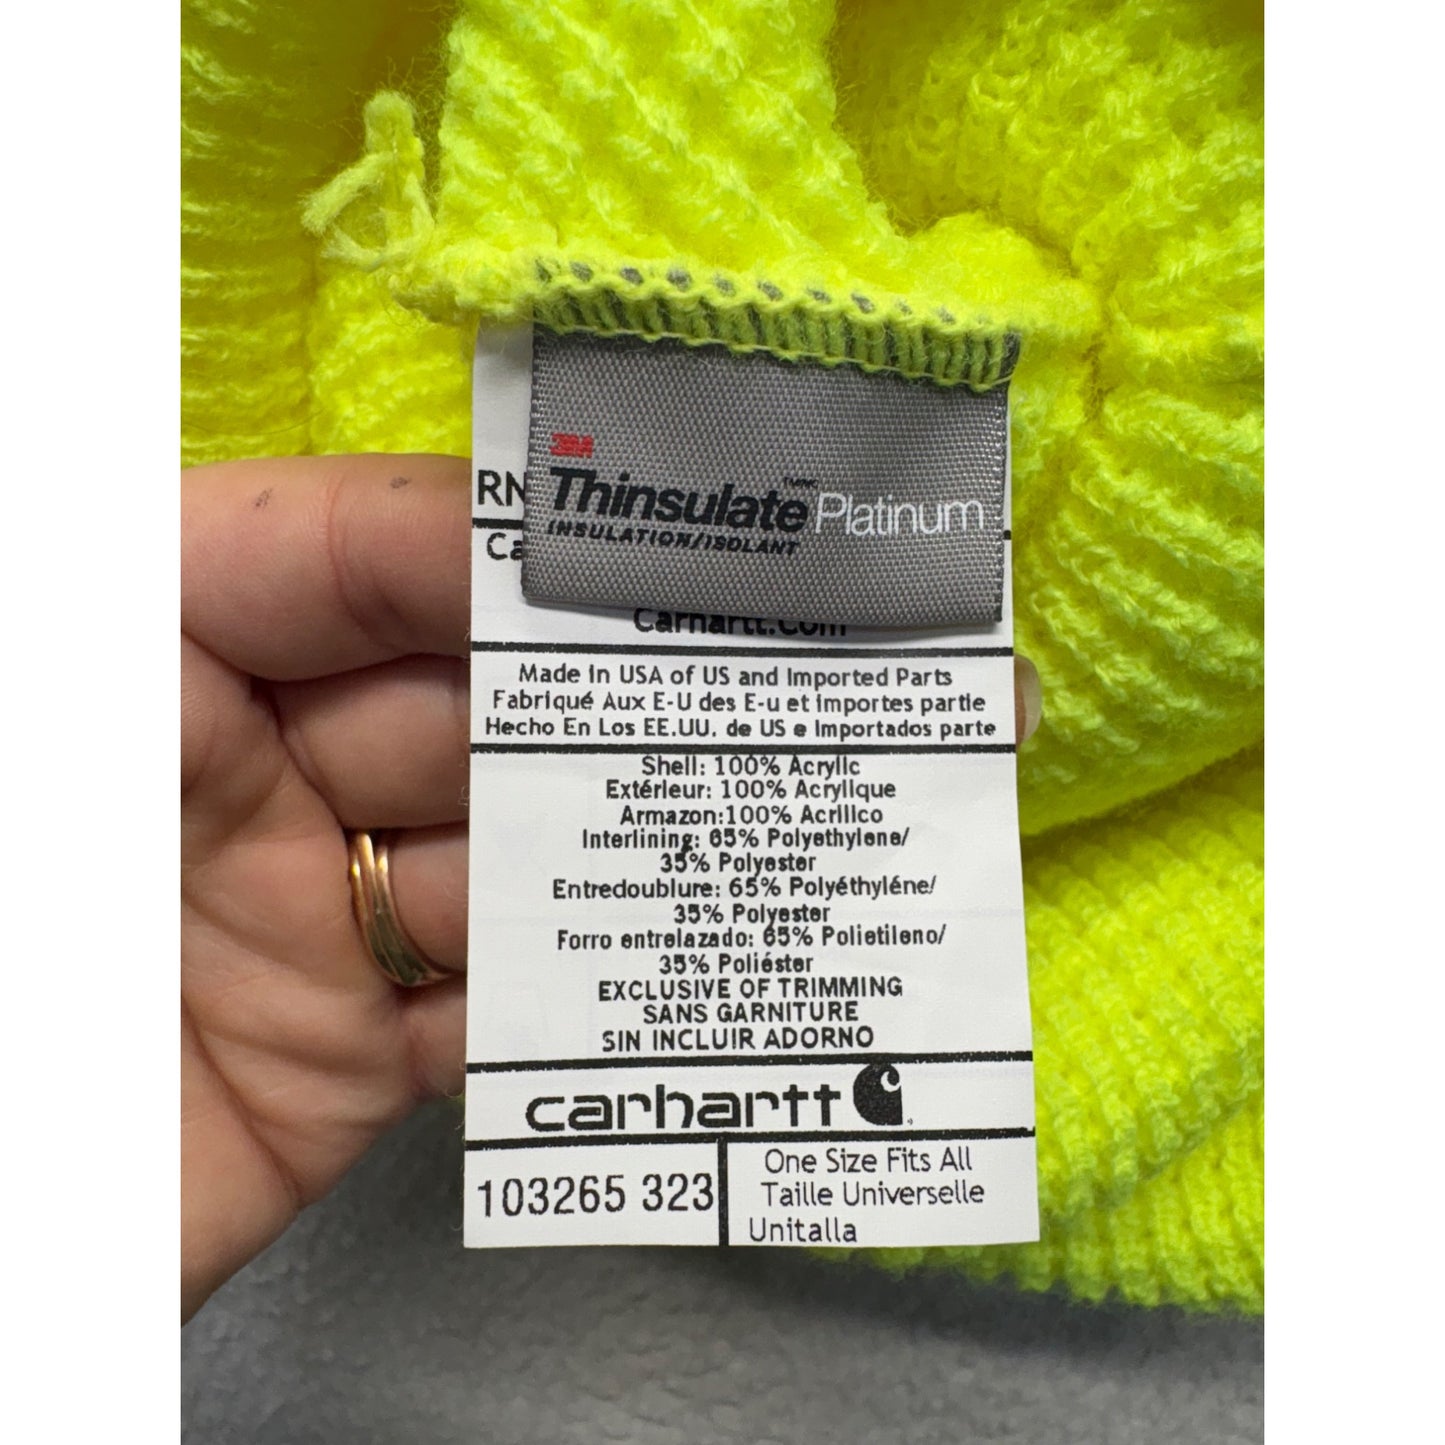 3M
Thinsulate Platinum
INSULATION/ISOLANT
RN
Carhartt.Com
Made In USA of US and Imported Parts
Fabriqué Aux E-U des E-u et Importes partie
Hecho En Los EE.UU. de US e Importados parte
Shell: 100% Acrylic
Extérieur: 100% Acrylique
Armazon:100% Acrilico
Interlining: 65% Polyethylene/
35% Polyester
Entredoublure: 65% Polyéthyléne/
35% Polyester
Forro entrelazado: 65% Polietileno/
35% Poliéster
EXCLUSIVE OF TRIMMING
SANS GARNITURE
SIN INCLUIR ADORNO
carhartt
103265 323
One Size Fits All
Taille Universelle
Unitalla